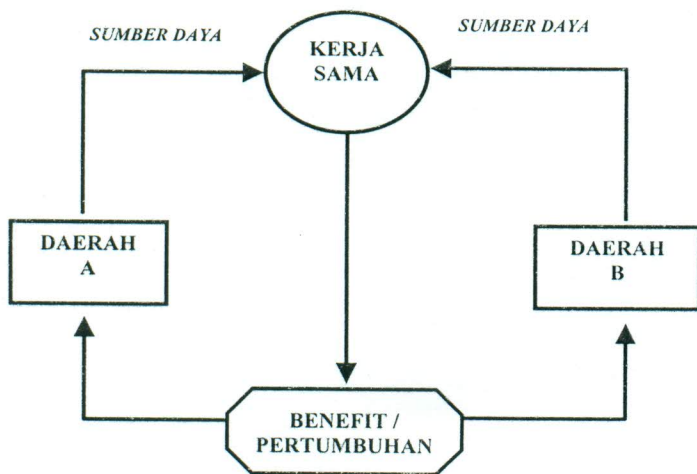 SUMBER DAYA
SUMBER DAYA
KERJA
SAMA
DAERAH
A
DAERAH
B
BENEFIT /
PERTUMBUHAN